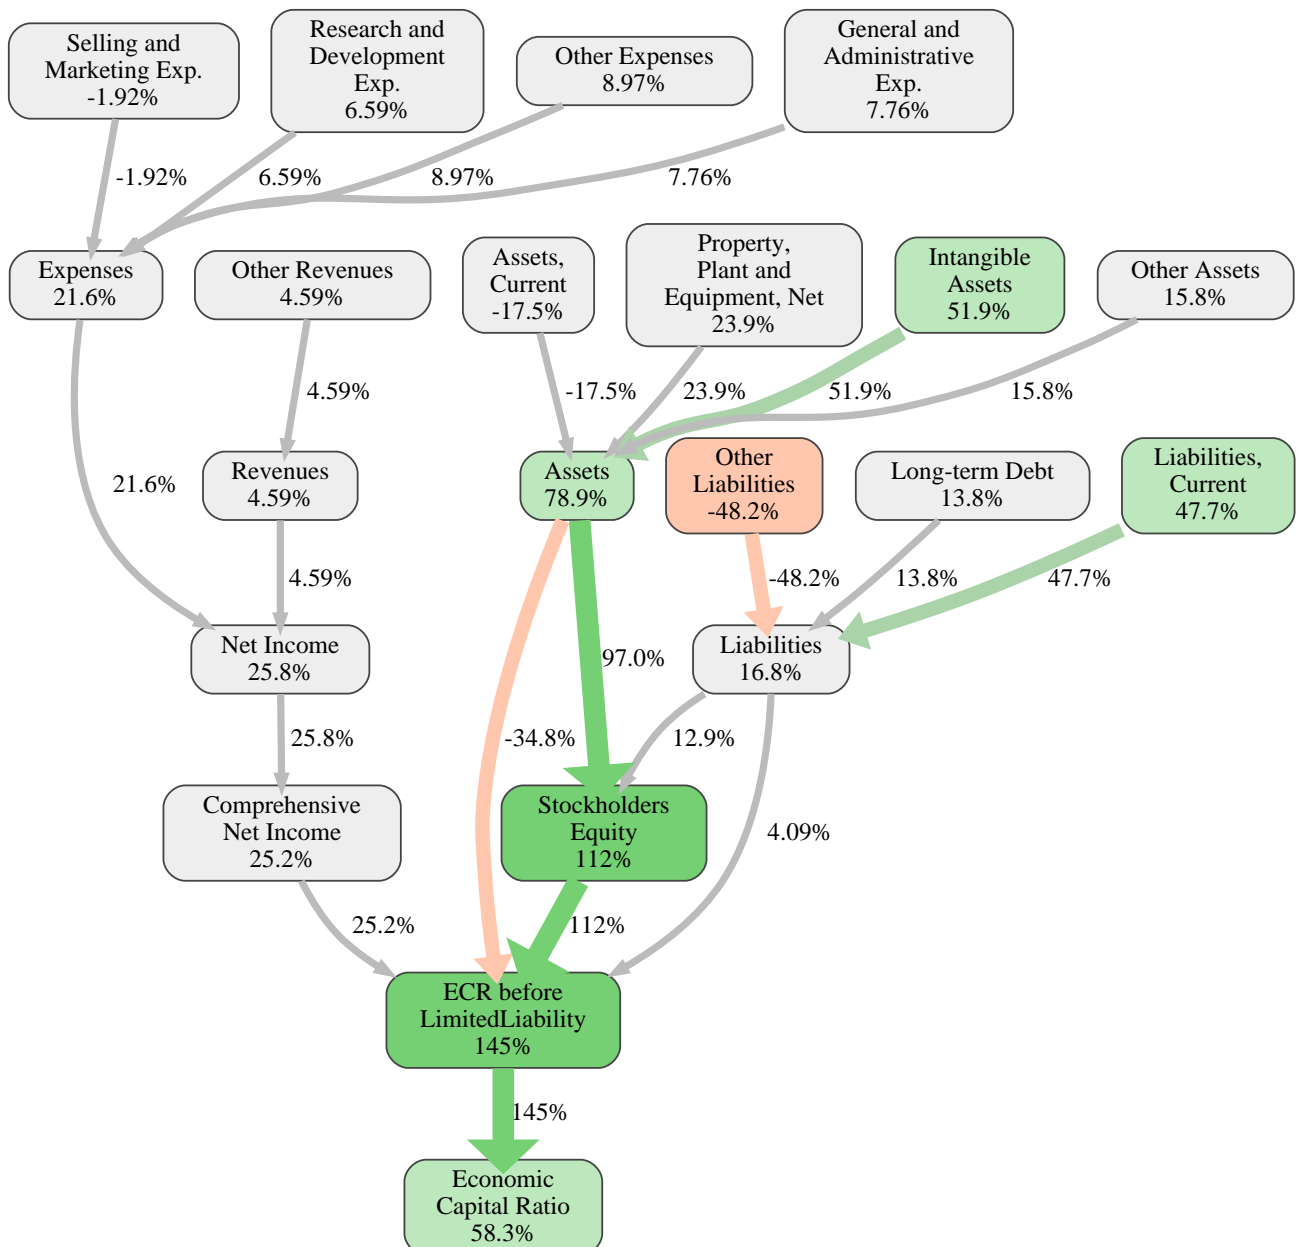 Selling and
Marketing Exp.
-1.92%
Research and
Development
Exp.
6.59%
Other Expenses
8.97%
General and
Administrative
Exp.
7.76%
-1.92%
6.59%
8.97%
7.76%
Expenses
21.6%
Other Revenues
4.59%
Assets,
Current
-17.5%
Property,
Plant and
Equipment, Net
23.9%
Intangible
Assets
51.9%
Other Assets
15.8%
4.59%
-17.5%
23.9%
51.9%
15.8%
21.6%
Revenues
4.59%
Assets
78.9%
Other
Liabilities
-48.2%
Long-term Debt
13.8%
Liabilities,
Current
47.7%
4.59%
-48.2%
13.8%
47.7%
Net Income
25.8%
97.0%
Liabilities
16.8%
25.8%
-34.8%
12.9%
Comprehensive
Net Income
25.2%
Stockholders
Equity
112%
4.09%
25.2%
112%
ECR before
LimitedLiability
145%
145%
Economic
Capital Ratio
58.3%